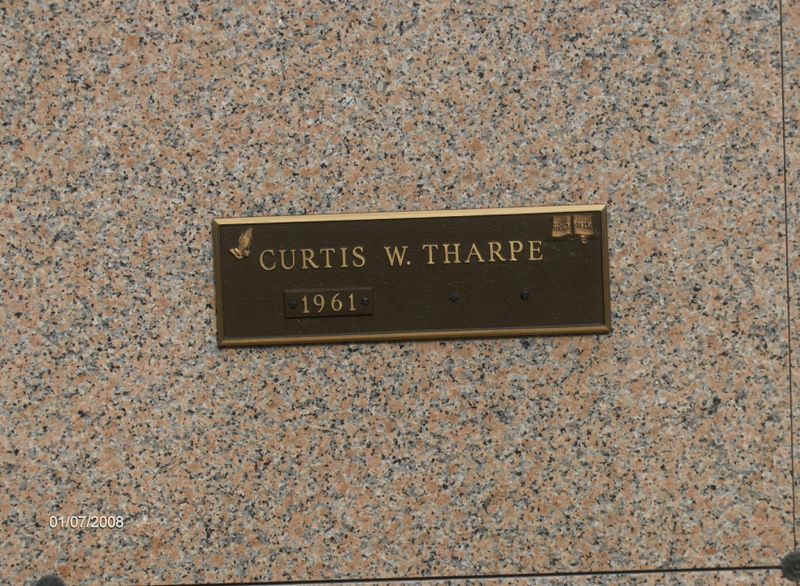 CURTIS W. THARPE
1961
01/07/2008